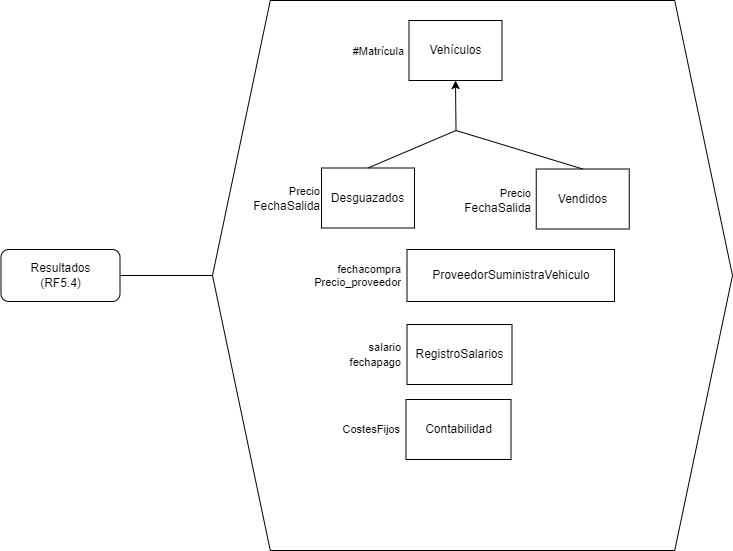 #Matrícula
Vehículos
Precio
FechaSalida
Desguazados
Precio
FechaSalida
Vendidos
Resultados
(RF5.4)
fechacompra
Precio_proveedor
ProveedorSuministraVehiculo
salario
fechapago
RegistroSalarios
CostesFijos
Contabilidad